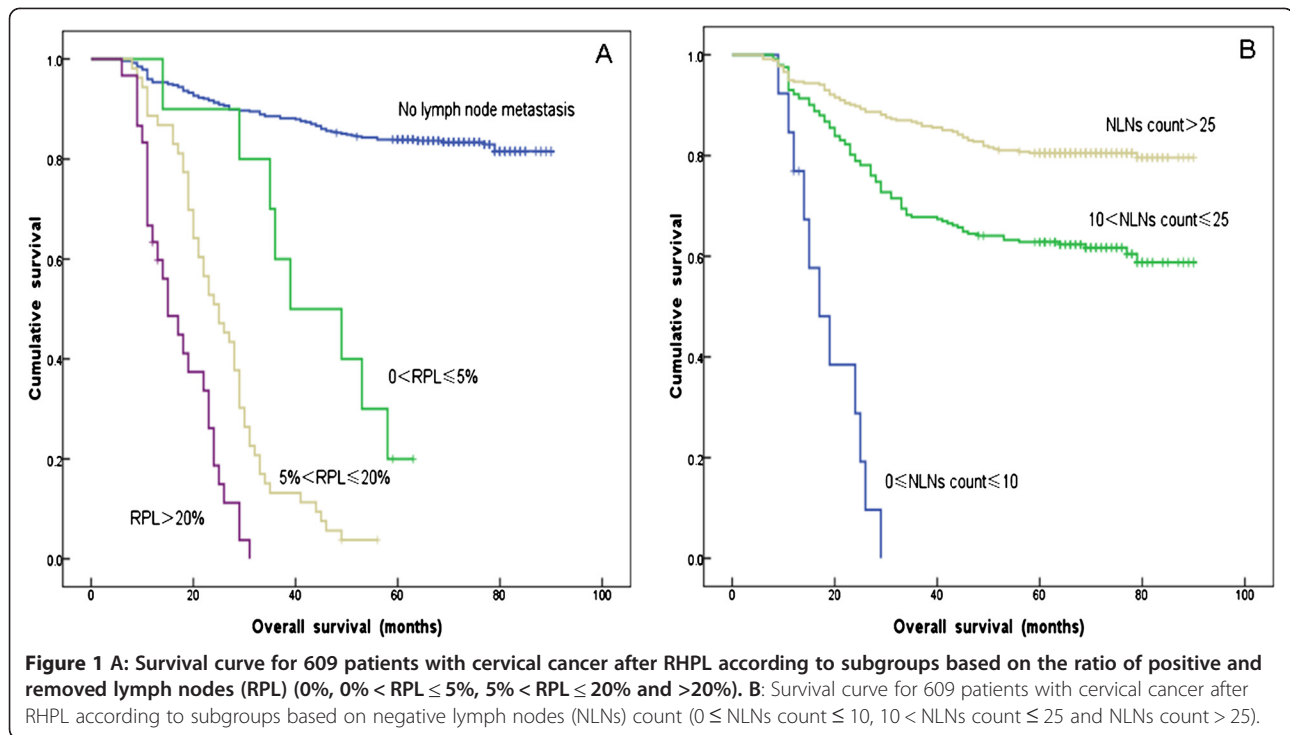 A
1.0
0.8
0.6
0.4
0.2
0.0
Cumulative survival
No lymph node metastasis
0<RPL≤5%
5%<RPL≤20%
RPL>20%
0 20 40 60 80 100
Overall survival (months)
B
1.0
0.8
0.6
0.4
0.2
0.0
Cumulative survival
NLNs count>25
10<NLNs count≤25
0≤NLNs count≤10
0 20 40 60 80 100
Overall survival (months)
Figure 1 A: Survival curve for 609 patients with cervical cancer after RHPL according to subgroups based on the ratio of positive and
removed lymph nodes (RPL) (0%, 0% < RPL ≤ 5%, 5% < RPL ≤ 20% and >20%). B: Survival curve for 609 patients with cervical cancer after
RHPL according to subgroups based on negative lymph nodes (NLNs) count (0 ≤ NLNs count ≤ 10, 10 < NLNs count ≤ 25 and NLNs count > 25).